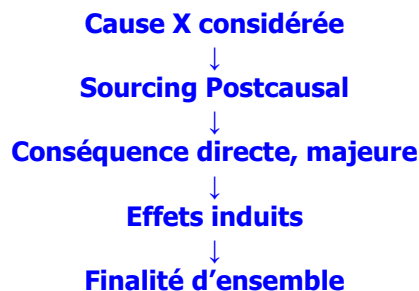 Cause X considérée
↓
Sourcing Postcausal
↓
Conséquence directe, majeure
↓
Effets induits
↓
Finalité d’ensemble